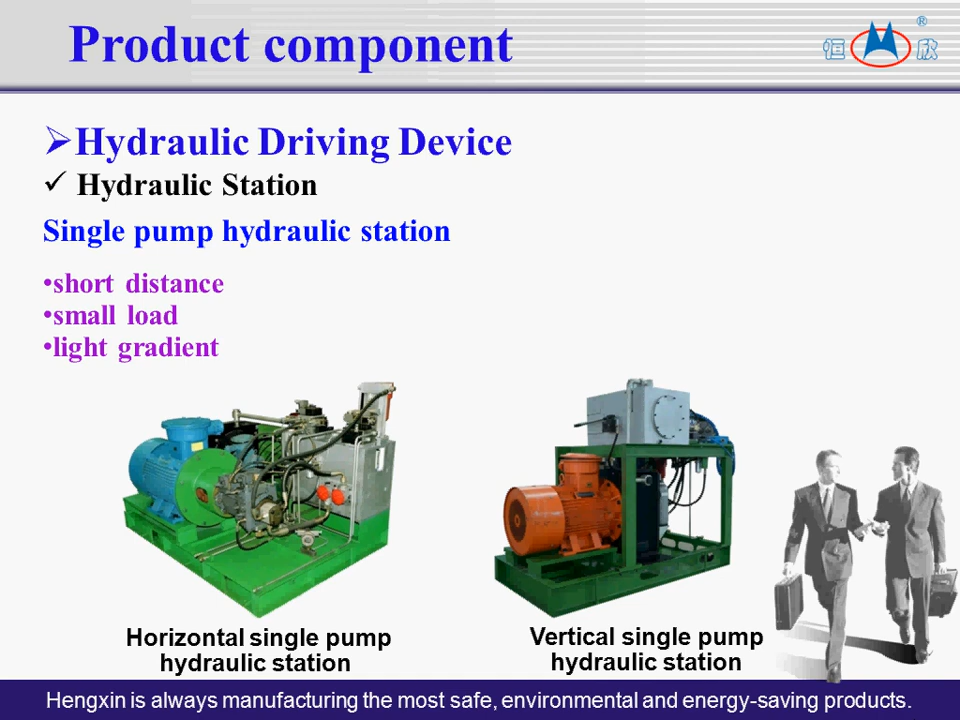 Product component
®
恒 欣
➢Hydraulic Driving Device
✓ Hydraulic Station
Single pump hydraulic station
•short distance
•small load
•light gradient
Horizontal single pump
hydraulic station
Vertical single pump
hydraulic station
Hengxin is always manufacturing the most safe, environmental and energy-saving products.